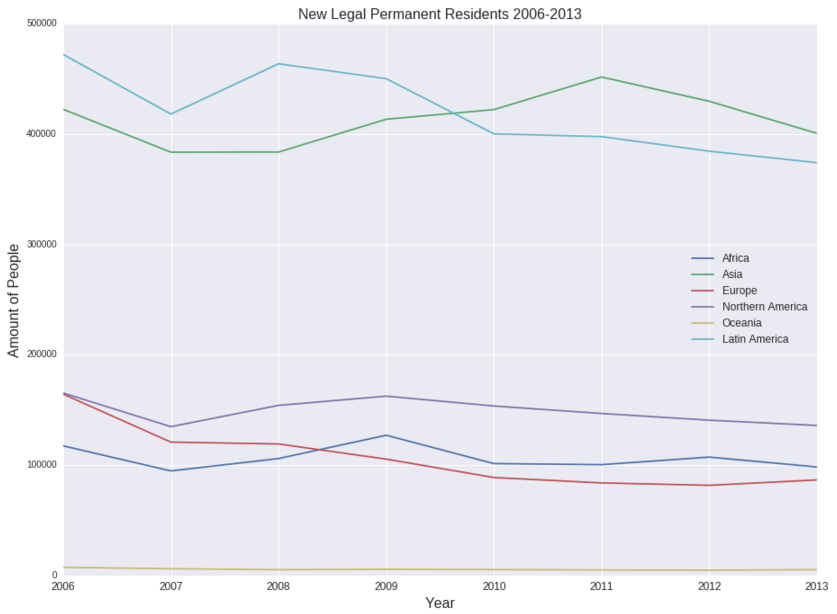 New Legal Permanent Residents 2006-2013
500000
400000
300000
200000
100000
0
Amount of People
Africa
Asia
Europe
Northern America
Oceania
Latin America
2006 2007 2008 2009 2010 2011 2012 2013
Year